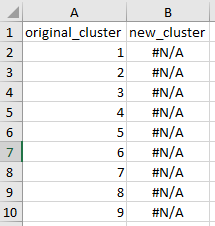 A B
1 original_cluster new_cluster
2 1 #N/A
3 2 #N/A
4 3 #N/A
5 4 #N/A
6 5 #N/A
7 6 #N/A
8 7 #N/A
9 8 #N/A
10 9 #N/A